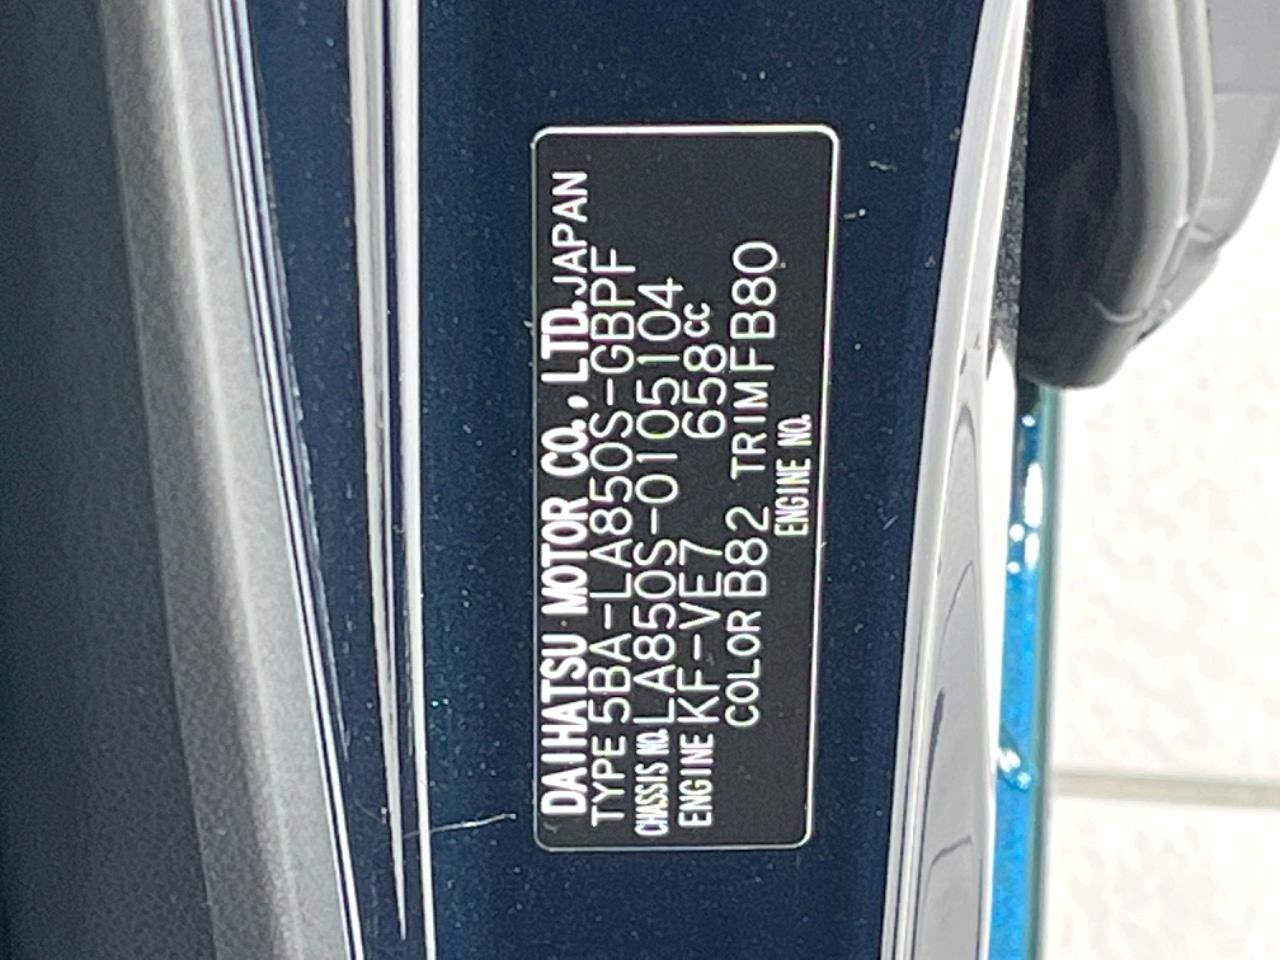 DAIHATSU MOTOR CO., LTD. JAPAN
TYPE 5BA-LA850S-GBPF
CHASSIS NO. LA850S-0105104
ENGINE KF-VE7 658cc
COLOR B82 TRIM FB80
ENGINE NO.